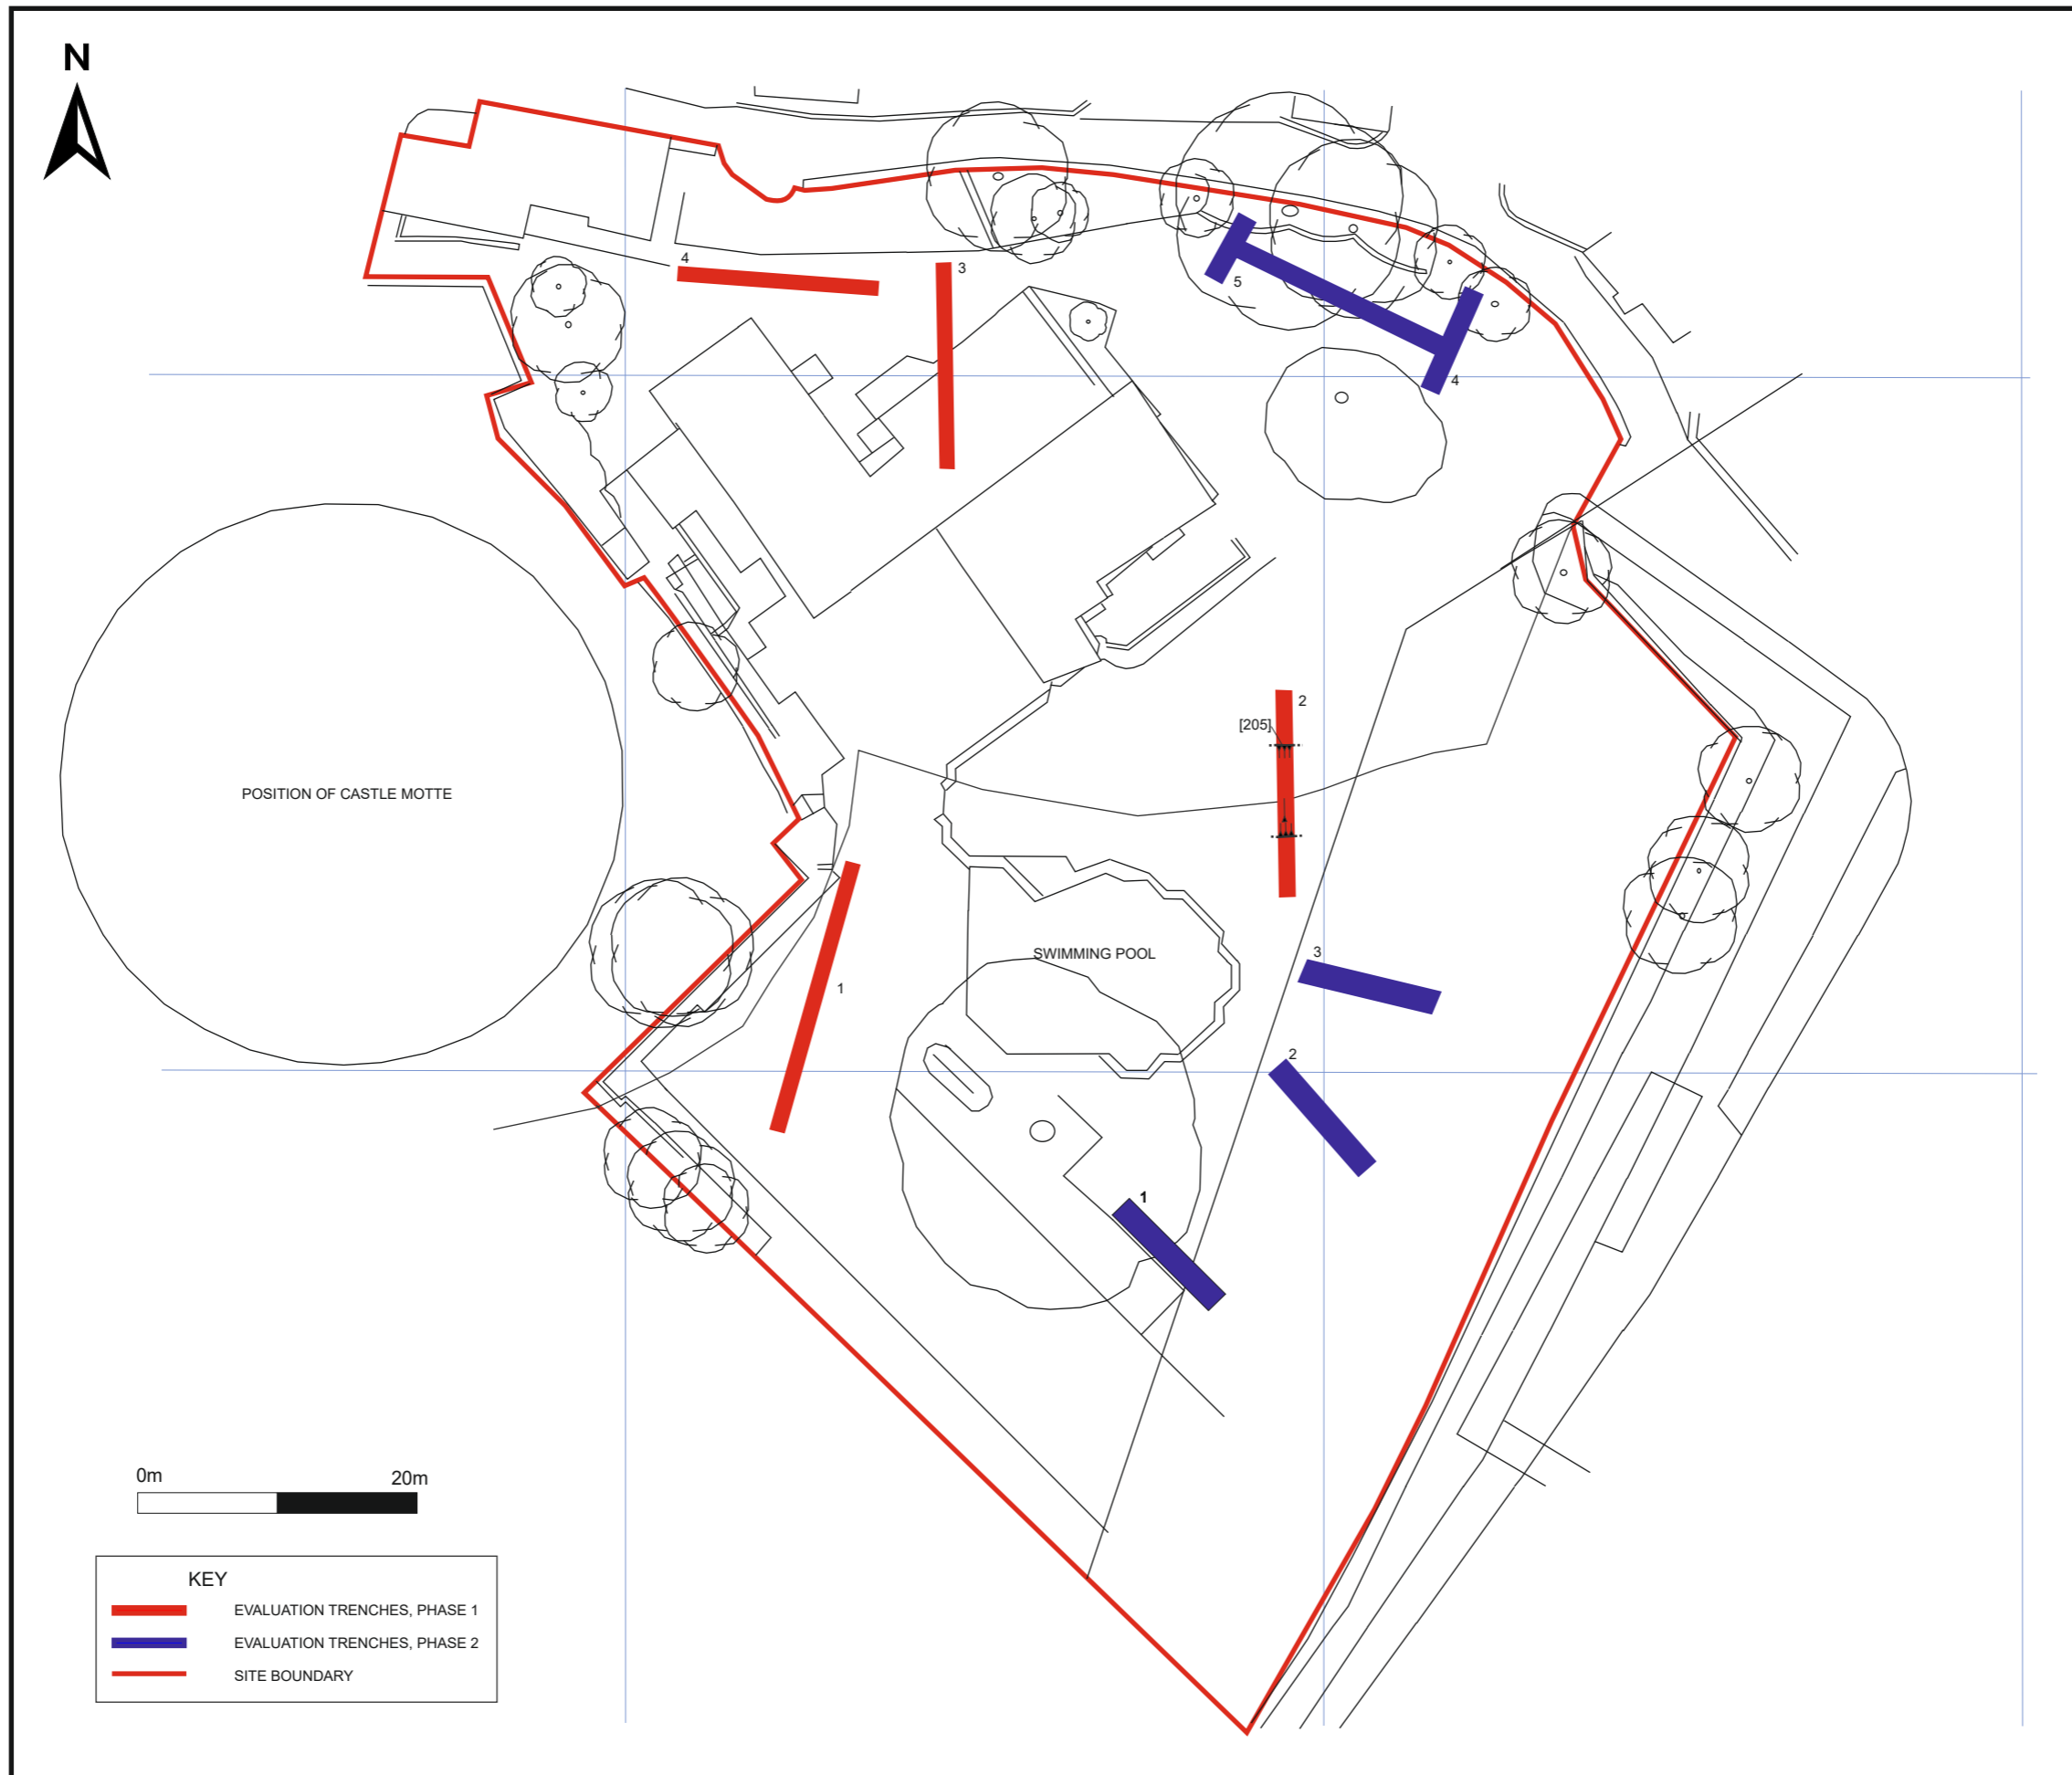 N
4
3
5
4
2
[205]
POSITION OF CASTLE MOTTE
SWIMMING POOL
3
1
2
1
0m
20m
KEY
EVALUATION TRENCHES, PHASE 1
EVALUATION TRENCHES, PHASE 2
SITE BOUNDARY